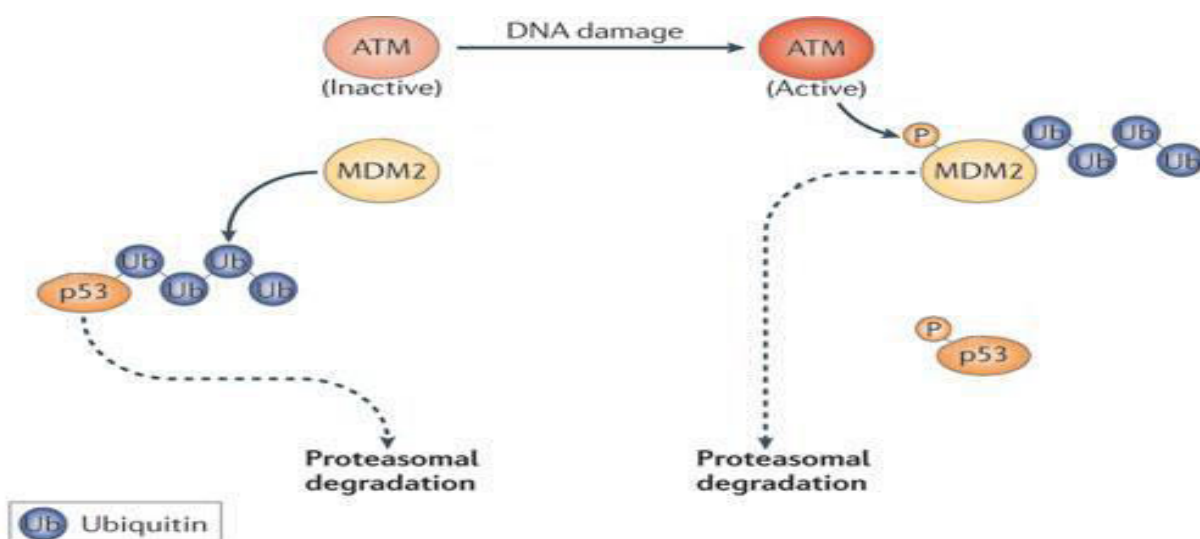 ATM
(Inactive)
DNA damage
ATM
(Active)
MDM2
P
MDM2
Ub
Ub
Ub
Ub
p53
Ub
Ub
Ub
Ub
P
p53
Proteasomal
degradation
Proteasomal
degradation
Ub Ubiquitin